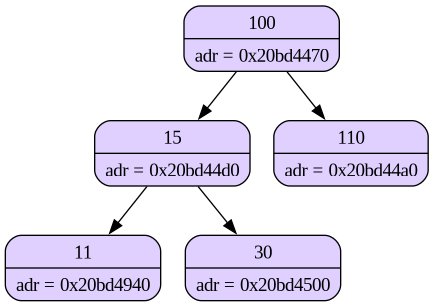 100
adr = 0x20bd4470
15
adr = 0x20bd44d0
110
adr = 0x20bd44a0
11
adr = 0x20bd4940
30
adr = 0x20bd4500